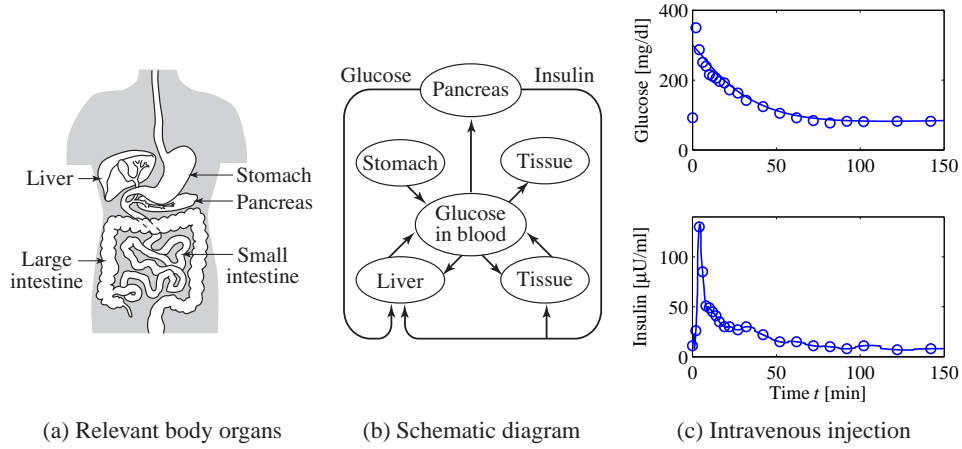 Liver
Stomach
Pancreas
Large
intestine
Small
intestine
(a) Relevant body organs
Glucose
Insulin
Pancreas
Stomach
Tissue
Glucose
in blood
Liver
Tissue
(b) Schematic diagram
400
200
0
0 50 100 150
Glucose [mg/dl]
100
50
0
0 50 100 150
Insulin [µU/ml]
Time t [min]
(c) Intravenous injection